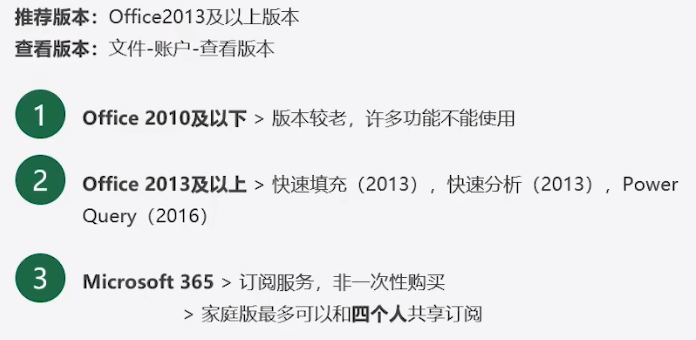 推荐版本：Office2013及以上版本
查看版本：文件-账户-查看版本
1 Office 2010及以下 > 版本较老，许多功能不能使用
2 Office 2013及以上 > 快速填充（2013），快速分析（2013），Power
Query（2016）
3 Microsoft 365 > 订阅服务，非一次性购买
> 家庭版最多可以和四个人共享订阅